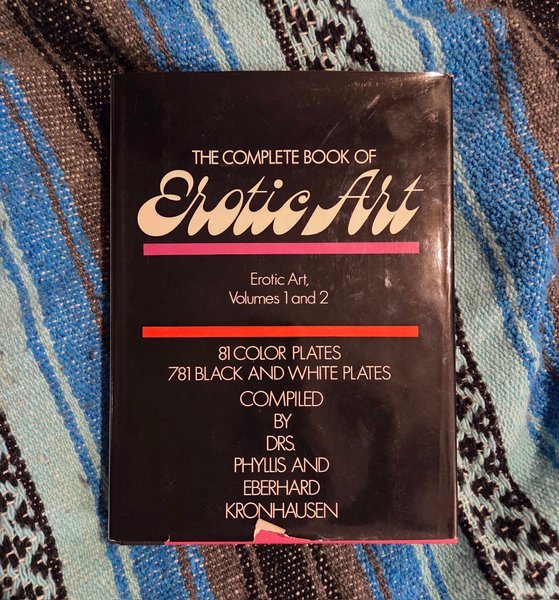 THE COMPLETE BOOK OF
Erotic Art
Erotic Art,
Volumes 1 and 2
81 COLOR PLATES
781 BLACK AND WHITE PLATES
COMPILED
BY
DRS.
PHYLLIS AND
EBERHARD
KRONHAUSEN